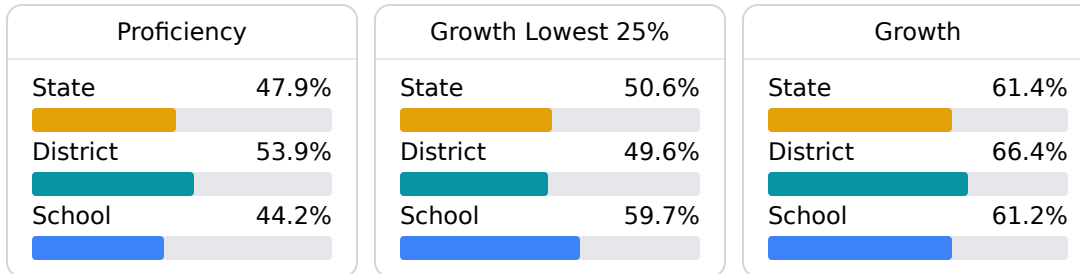 Proficiency
State 47.9%
District 53.9%
School 44.2%
Growth Lowest 25%
State 50.6%
District 49.6%
School 59.7%
Growth
State 61.4%
District 66.4%
School 61.2%